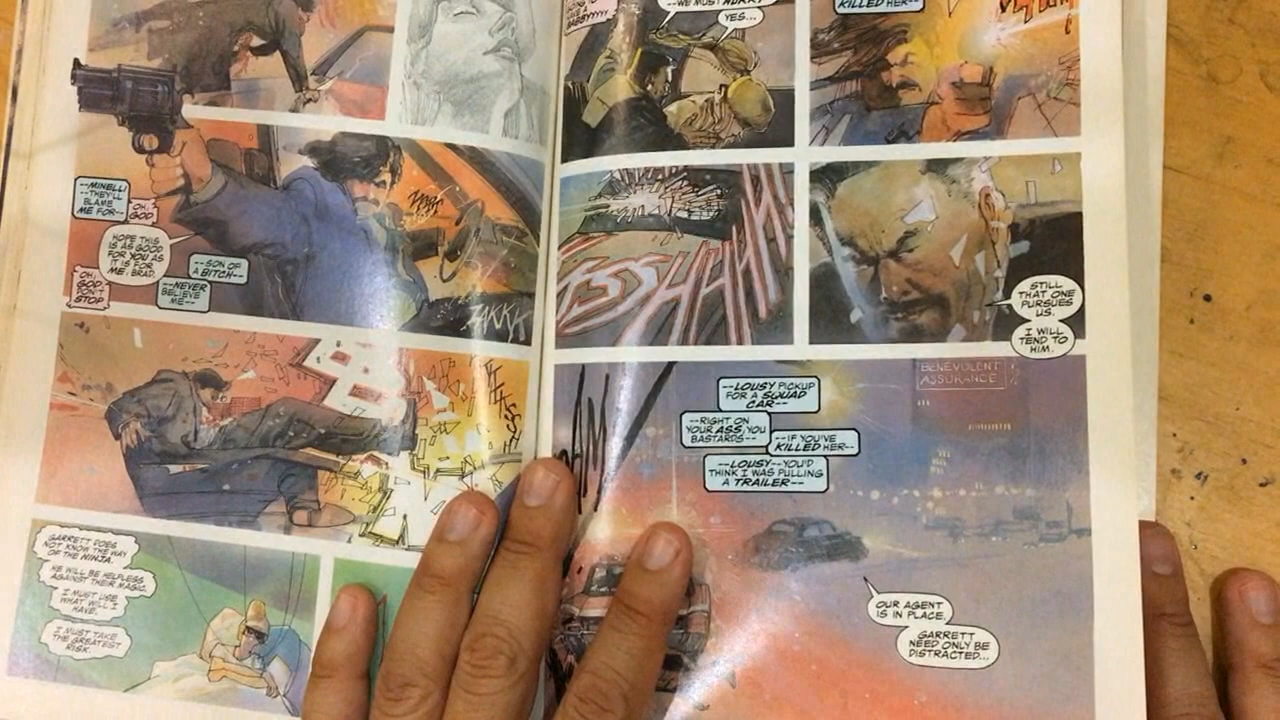 --MINELLI
--THEY'LL
BLAME
ME FOR--
OH,
GOD
HOPE THIS
IS AS GOOD
FOR YOU AS
IT IS FOR
ME, BRAD.
--SON OF
A BITCH--
OH,
GOD
DON'T
STOP
--NEVER
BELIEVE
ME--
ZAKKA
GARRETT DOES
NOT KNOW THE WAY
OF THE NINJA.
HE WILL BE HELPLESS
AGAINST THEIR MAGIC.
I MUST USE
WHAT WILL I
HAVE.
I MUST TAKE
THE GREATEST
RISK.
--WE MUST HURRY
YES...
KILLED HER--
STILL
THAT ONE
PURSUES
US.
I WILL
TEND TO
HIM.
BENEVOLENT
ASSURANCE
--LOUSY PICKUP
FOR A SQUAD
CAR--
--RIGHT ON
YOUR ASS, YOU
BASTARDS--
--IF YOU'VE
KILLED HER--
--LOUSY--YOU'D
THINK I WAS PULLING
A TRAILER--
OUR AGENT
IS IN PLACE.
GARRETT
NEED ONLY BE
DISTRACTED...